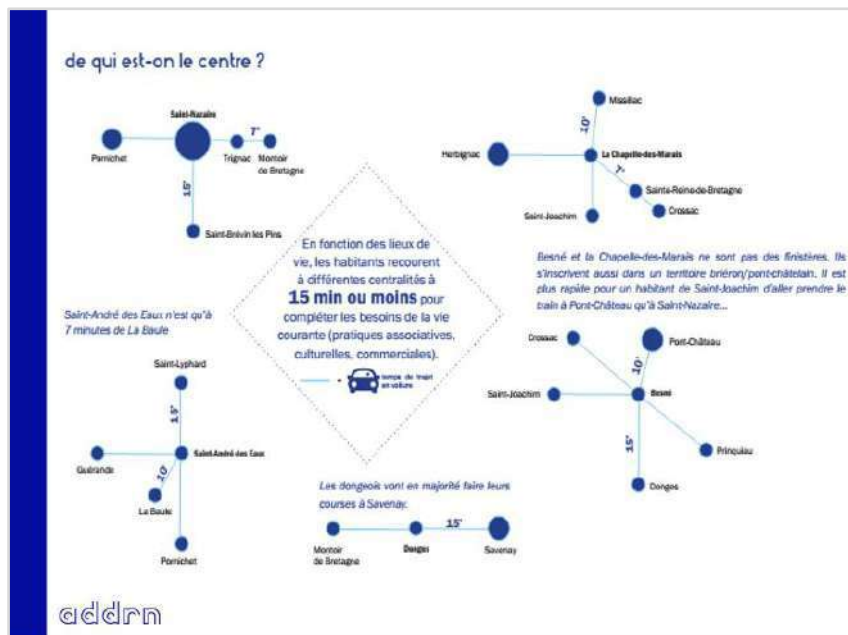 de qui est-on le centre ?
Saint-Nazaire
Pornichet
7'
Trignac
Montoir
de Bretagne
15'
Saint-Brévin les Pins
Missillac
10'
Herbignac
La Chapelle-des-Marais
7'
Sainte-Reine-de-Bretagne
Saint-Joachim
Crossac
En fonction des lieux de
vie, les habitants recourent
à différentes centralités à
15 min ou moins pour
compléter les besoins de la vie
courante (pratiques associatives,
culturelles, commerciales).
= temps de trajet
en voiture
Besné et la Chapelle-des-Marais ne sont pas des finistères. Ils
s'inscrivent aussi dans un territoire briéron/pont-châtelain. Il est
plus rapide pour un habitant de Saint-Joachim d'aller prendre le
train à Pont-Château qu'à Saint-Nazaire...
Saint-André des Eaux n'est qu'à
7 minutes de La Baule
Saint-Lyphard
15'
Saint-André des Eaux
Guérande
10'
La Baule
Pornichet
Crossac
Pont-Château
10'
Saint-Joachim
Besné
15'
Prinquiau
Donges
Les dongeois vont en majorité faire leurs
courses à Savenay.
15'
Montoir
de Bretagne
Donges
Savenay
addrn